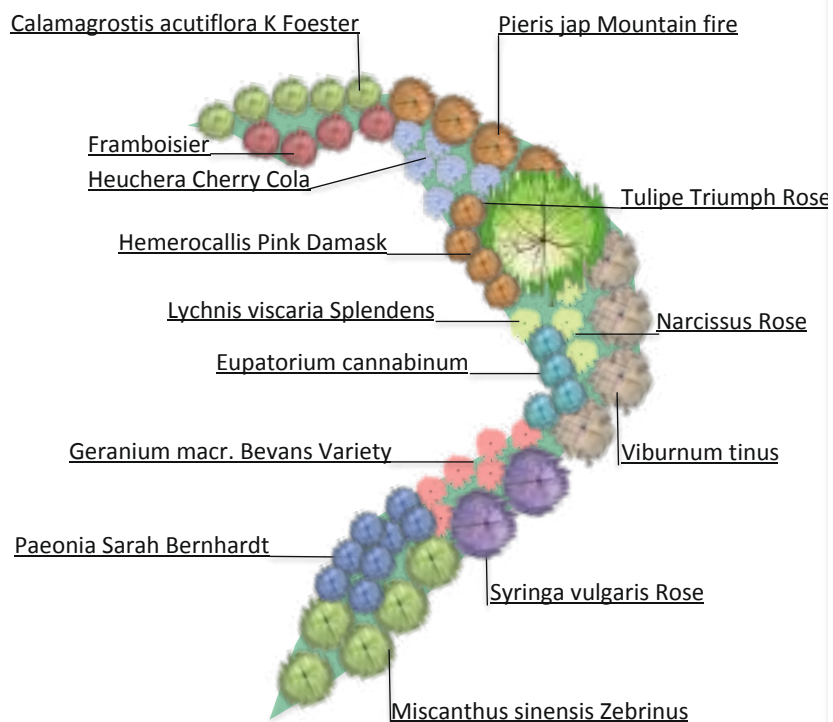 Calamagrostis acutiflora K Foester
Pieris jap Mountain fire
Framboisier
Heuchera Cherry Cola
Tulipe Triumph Rose
Hemerocallis Pink Damask
Lychnis viscaria Splendens
Narcissus Rose
Eupatorium cannabinum
Geranium macr. Bevans Variety
Viburnum tinus
Paeonia Sarah Bernhardt
Syringa vulgaris Rose
Miscanthus sinensis Zebrinus